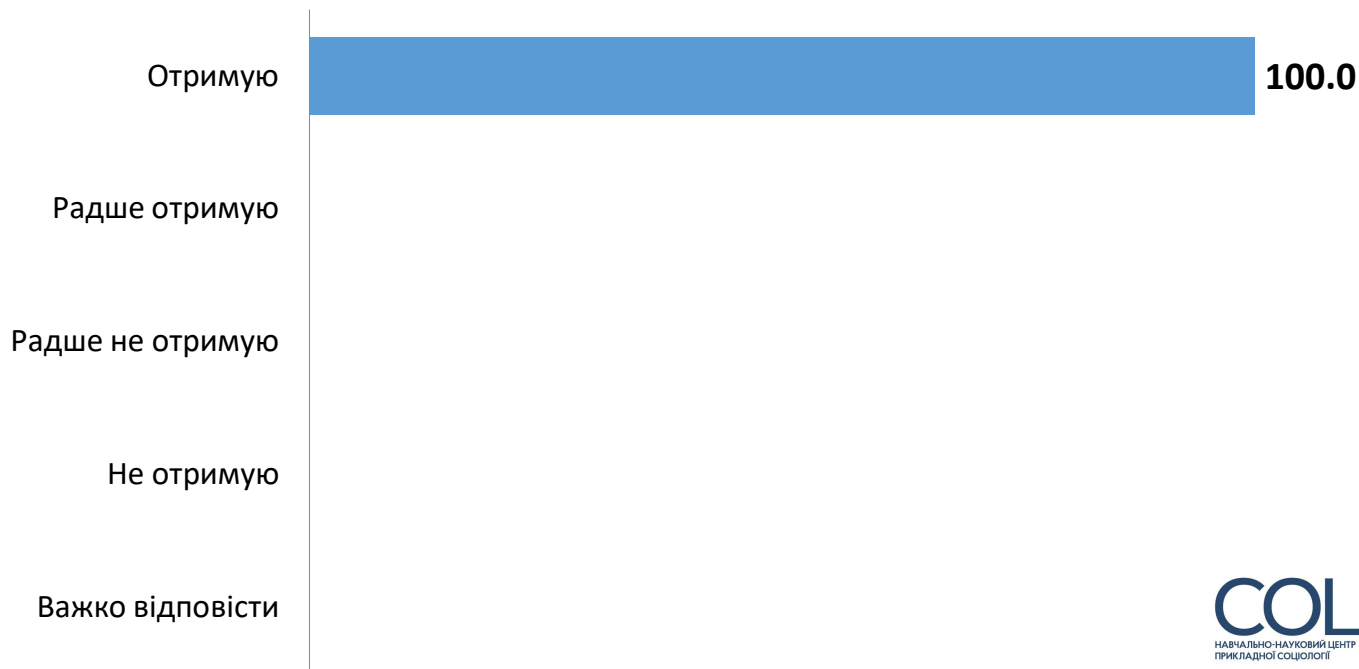 Отримую
100.0
Радше отримую
Радше не отримую
Не отримую
Важко відповісти
COL
НАВЧАЛЬНО-НАУКОВИЙ ЦЕНТР
ПРИКЛАДНОЇ СОЦІОЛОГІЇ